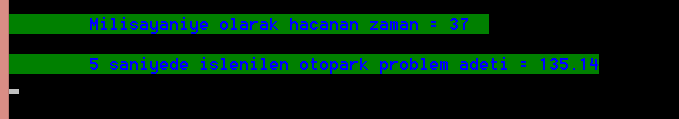 Milisayaniye olarak hacanan zaman = 37
5 saniyede islenilen otopark problem adeti = 135.14